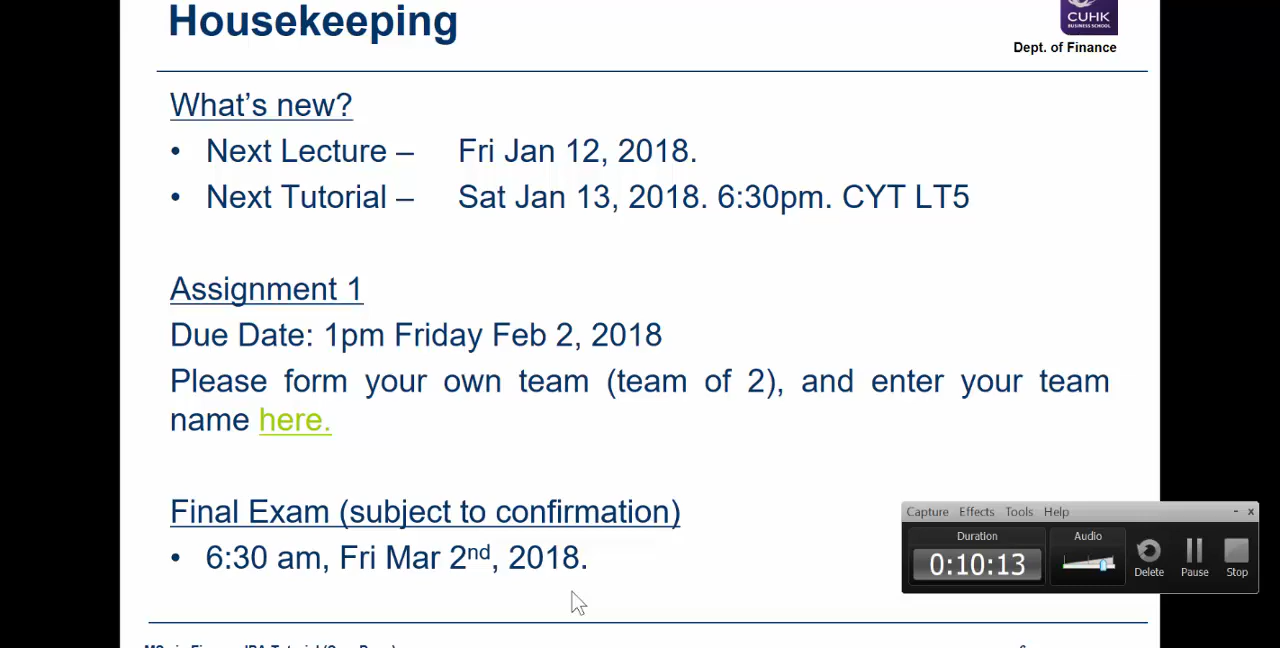 Housekeeping
CUHK
BUSINESS SCHOOL
Dept. of Finance
What's new?
• Next Lecture – Fri Jan 12, 2018.
• Next Tutorial – Sat Jan 13, 2018. 6:30pm. CYT LT5
Assignment 1
Due Date: 1pm Friday Feb 2, 2018
Please form your own team (team of 2), and enter your team
name here.
Final Exam (subject to confirmation)
• 6:30 am, Fri Mar 2nd, 2018.
Capture Effects Tools Help - x
Duration
Audio
0:10:13
Delete Pause Stop